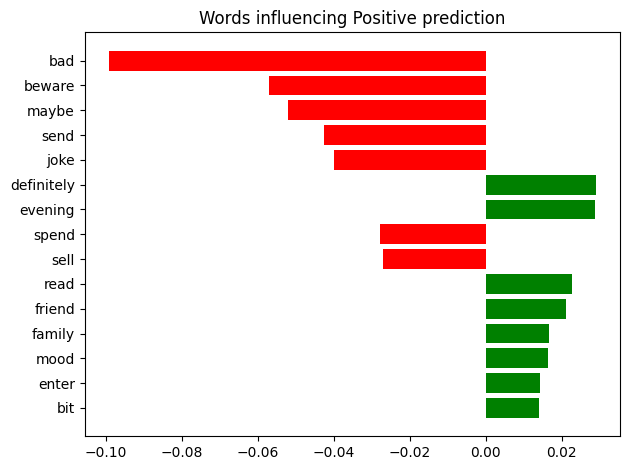 Words influencing Positive prediction
bad
beware
maybe
send
joke
definitely
evening
spend
sell
read
friend
family
mood
enter
bit
−0.10 −0.08 −0.06 −0.04 −0.02 0.00 0.02